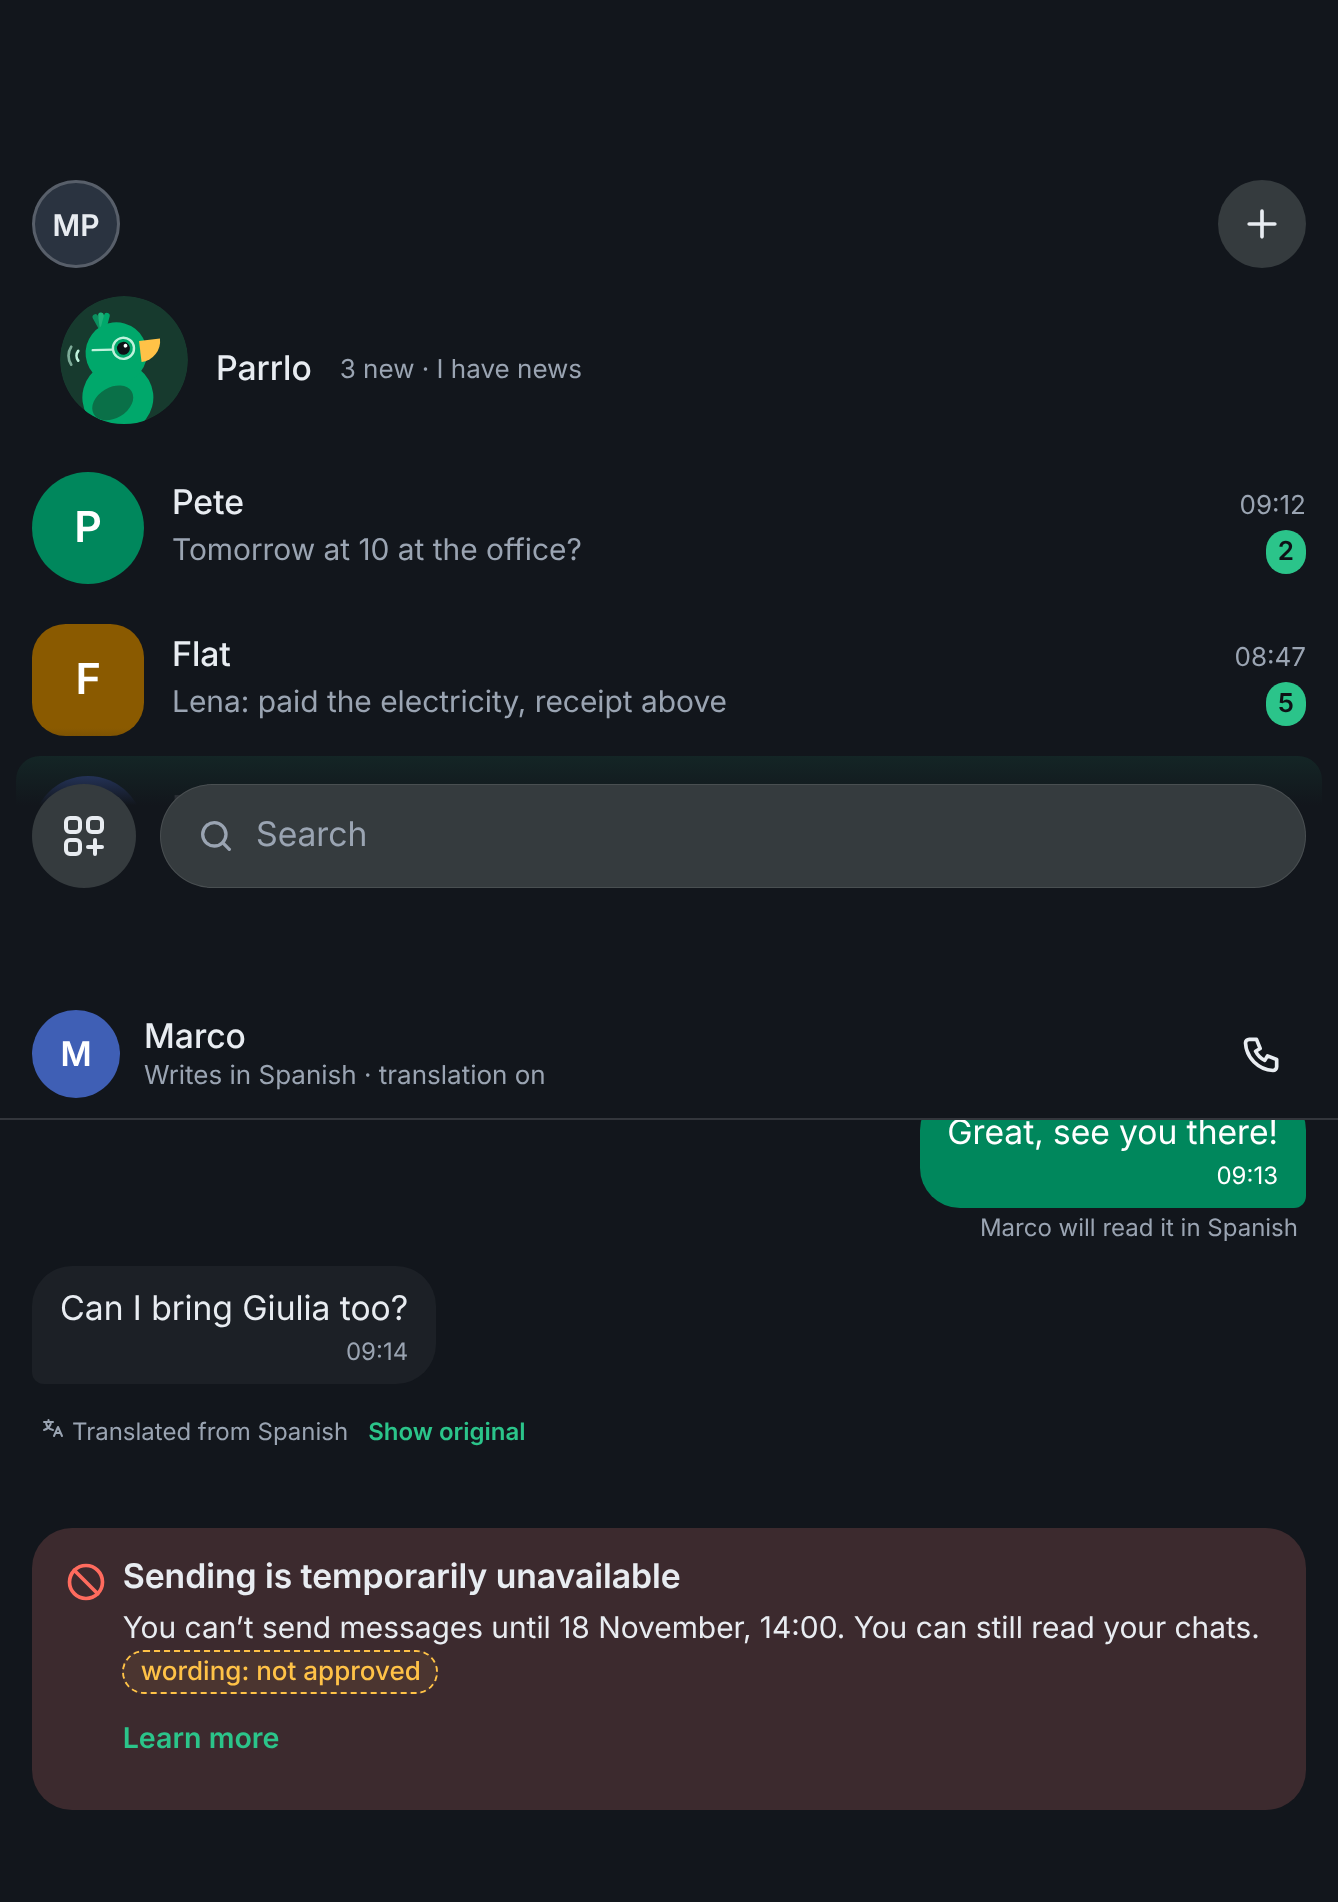 MP
Parrlo 3 new · I have news
P
Pete
09:12
Tomorrow at 10 at the office?
2
F
Flat
08:47
Lena: paid the electricity, receipt above
5
Search
M
Marco
Writes in Spanish · translation on
Great, see you there!
09:13
Marco will read it in Spanish
Can I bring Giulia too?
09:14
Translated from Spanish Show original
Sending is temporarily unavailable
You can’t send messages until 18 November, 14:00. You can still read your chats.
wording: not approved
Learn more